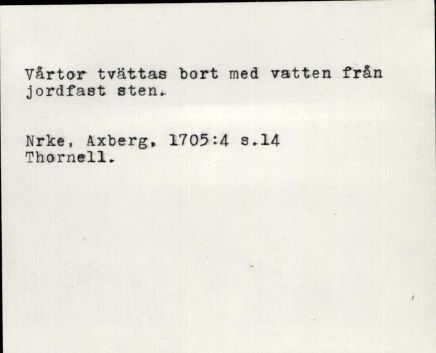 Vårtor tvättas bort med vatten från
jordfast sten.
Nrke, Axberg, 1705:4 s.14
Thornell.